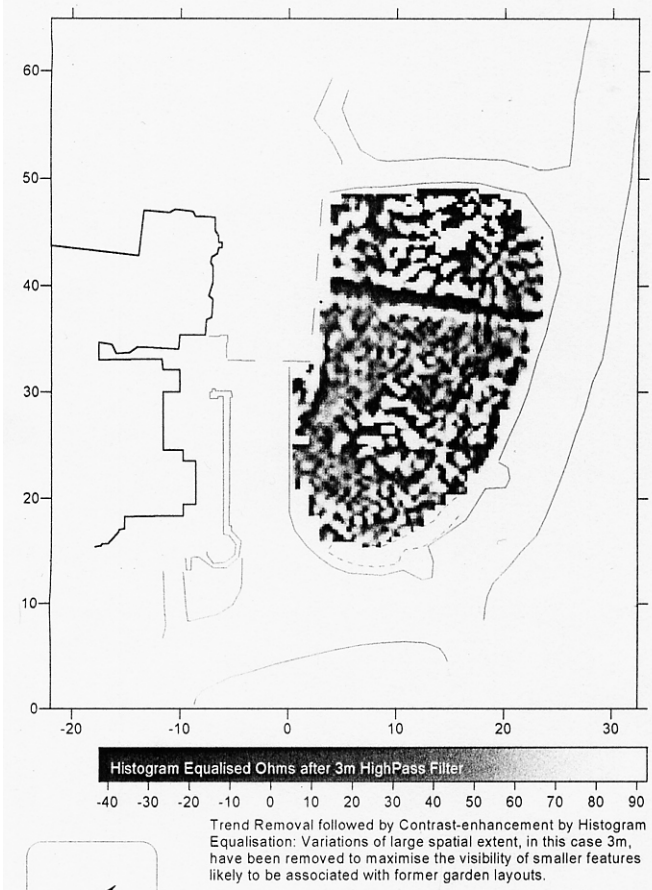 60
50
40
30
20
10
0
-20 -10 0 10 20 30
Histogram Equalised Ohms after 3m HighPass Filter
-40 -30 -20 -10 0 10 20 30 40 50 60 70 80 90
Trend Removal followed by Contrast-enhancement by Histogram
Equalisation: Variations of large spatial extent, in this case 3m,
have been removed to maximise the visibility of smaller features
likely to be associated with former garden layouts.